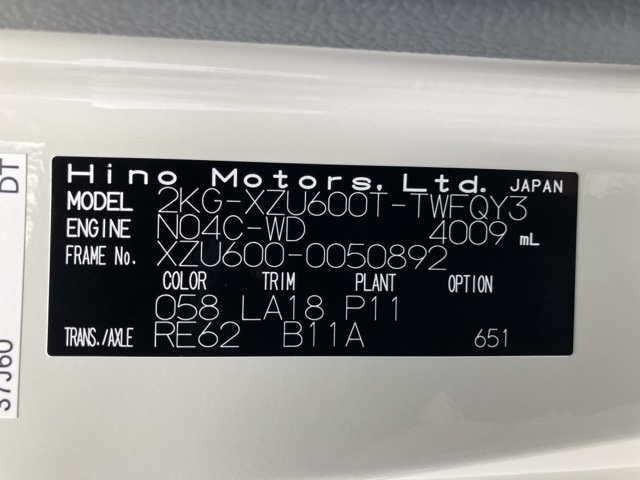 Hino Motors, Ltd. JAPAN
MODEL 2KG-XZU600T-TWFQY3
ENGINE N04C-WD 4009 mL
FRAME No. XZU600-0050892
COLOR TRIM PLANT OPTION
058 LA18 P11
TRANS./AXLE RE62 B11A 651
DT